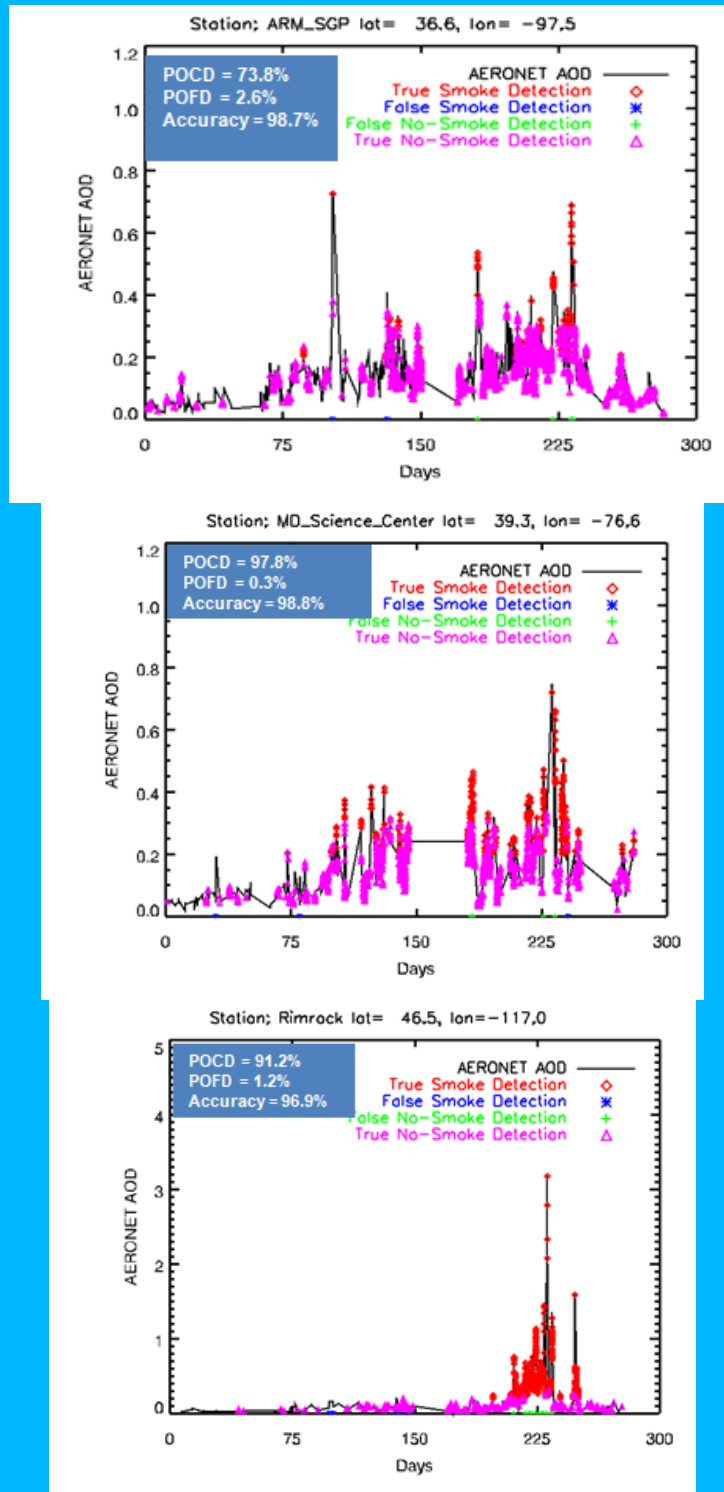 Station; ARM_SGP lat= 36.6, lon= -97.5
POCD = 73.8%
POFD = 2.6%
Accuracy = 98.7%
AERONET AOD
True Smoke Detection
False Smoke Detection
False No-Smoke Detection
True No-Smoke Detection
AERONET AOD
1.2
1.0
0.8
0.6
0.4
0.2
0.0
0 75 150 225 300
Days
Station; MD_Science_Center lat= 39.3, lon= -76.6
POCD = 97.8%
POFD = 0.3%
Accuracy = 98.8%
AERONET AOD
True Smoke Detection
False Smoke Detection
False No-Smoke Detection
True No-Smoke Detection
AERONET AOD
1.2
1.0
0.8
0.6
0.4
0.2
0.0
0 75 150 225 300
Days
Station; Rimrock lat= 46.5, lon=-117.0
POCD = 91.2%
POFD = 1.2%
Accuracy = 96.9%
AERONET AOD
True Smoke Detection
False Smoke Detection
False No-Smoke Detection
True No-Smoke Detection
AERONET AOD
5
4
3
2
1
0
0 75 150 225 300
Days